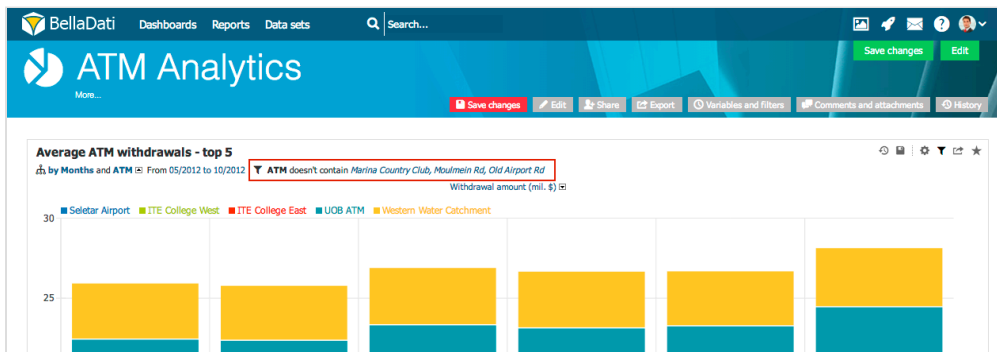 BellaDati Dashboards Reports Data sets Search...
Save changes Edit
ATM Analytics
More...
Save changes Edit Share Export Variables and filters Comments and attachments History
Average ATM withdrawals - top 5
by Months and ATM From 05/2012 to 10/2012 ATM doesn't contain Marina Country Club, Moulmein Rd, Old Airport Rd
Withdrawal amount (mil. $)
Seletar Airport ITE College West ITE College East UOB ATM Western Water Catchment
30
25